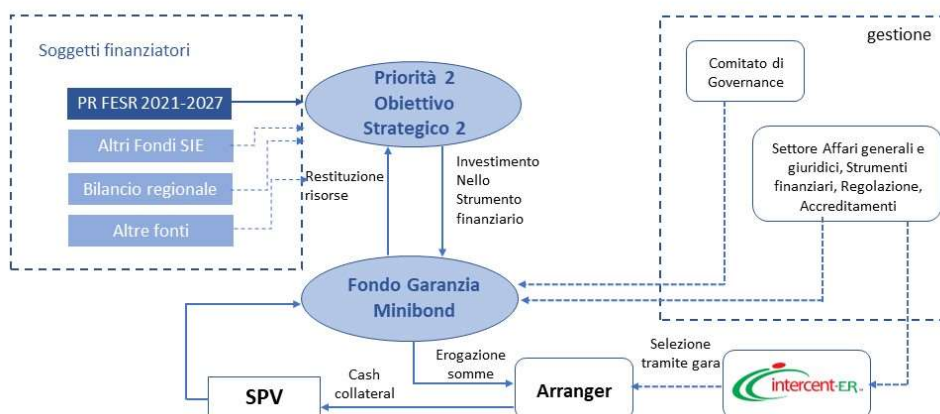 Soggetti finanziatori
PR FESR 2021-2027
Altri Fondi SIE
Bilancio regionale
Altre fonti
Priorità 2
Obiettivo
Strategico 2
Restituzione
risorse
Investimento
Nello
Strumento
finanziario
gestione
Comitato di
Governance
Settore Affari generali e
giuridici, Strumenti
finanziari, Regolazione,
Accreditamenti
Fondo Garanzia
Minibond
Erogazione
somme
Selezione
tramite gara
Cash
collateral
SPV
Arranger
intercent-ER